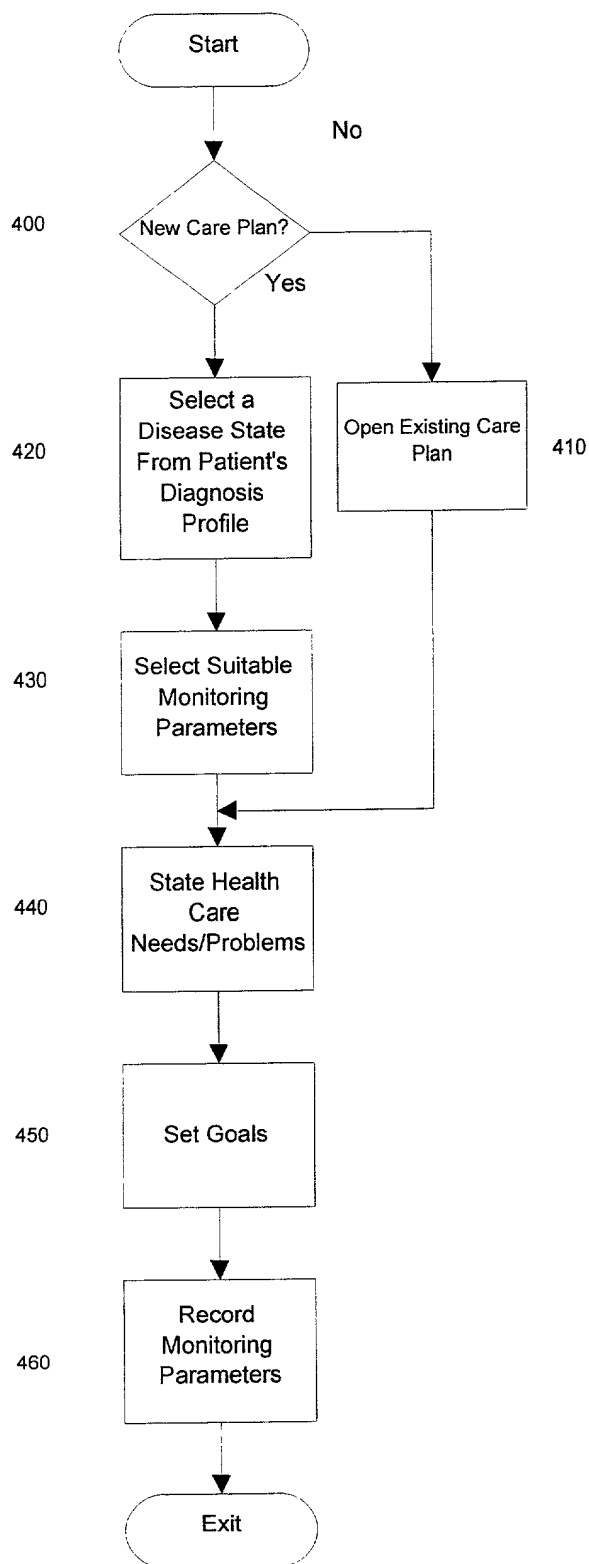 Start
No
400
New Care Plan?
Yes
Select a
Disease State
From Patient's
Diagnosis
Profile
420
Open Existing Care
Plan
410
430
Select Suitable
Monitoring
Parameters
440
State Health
Care
Needs/Problems
450
Set Goals
460
Record
Monitoring
Parameters
Exit